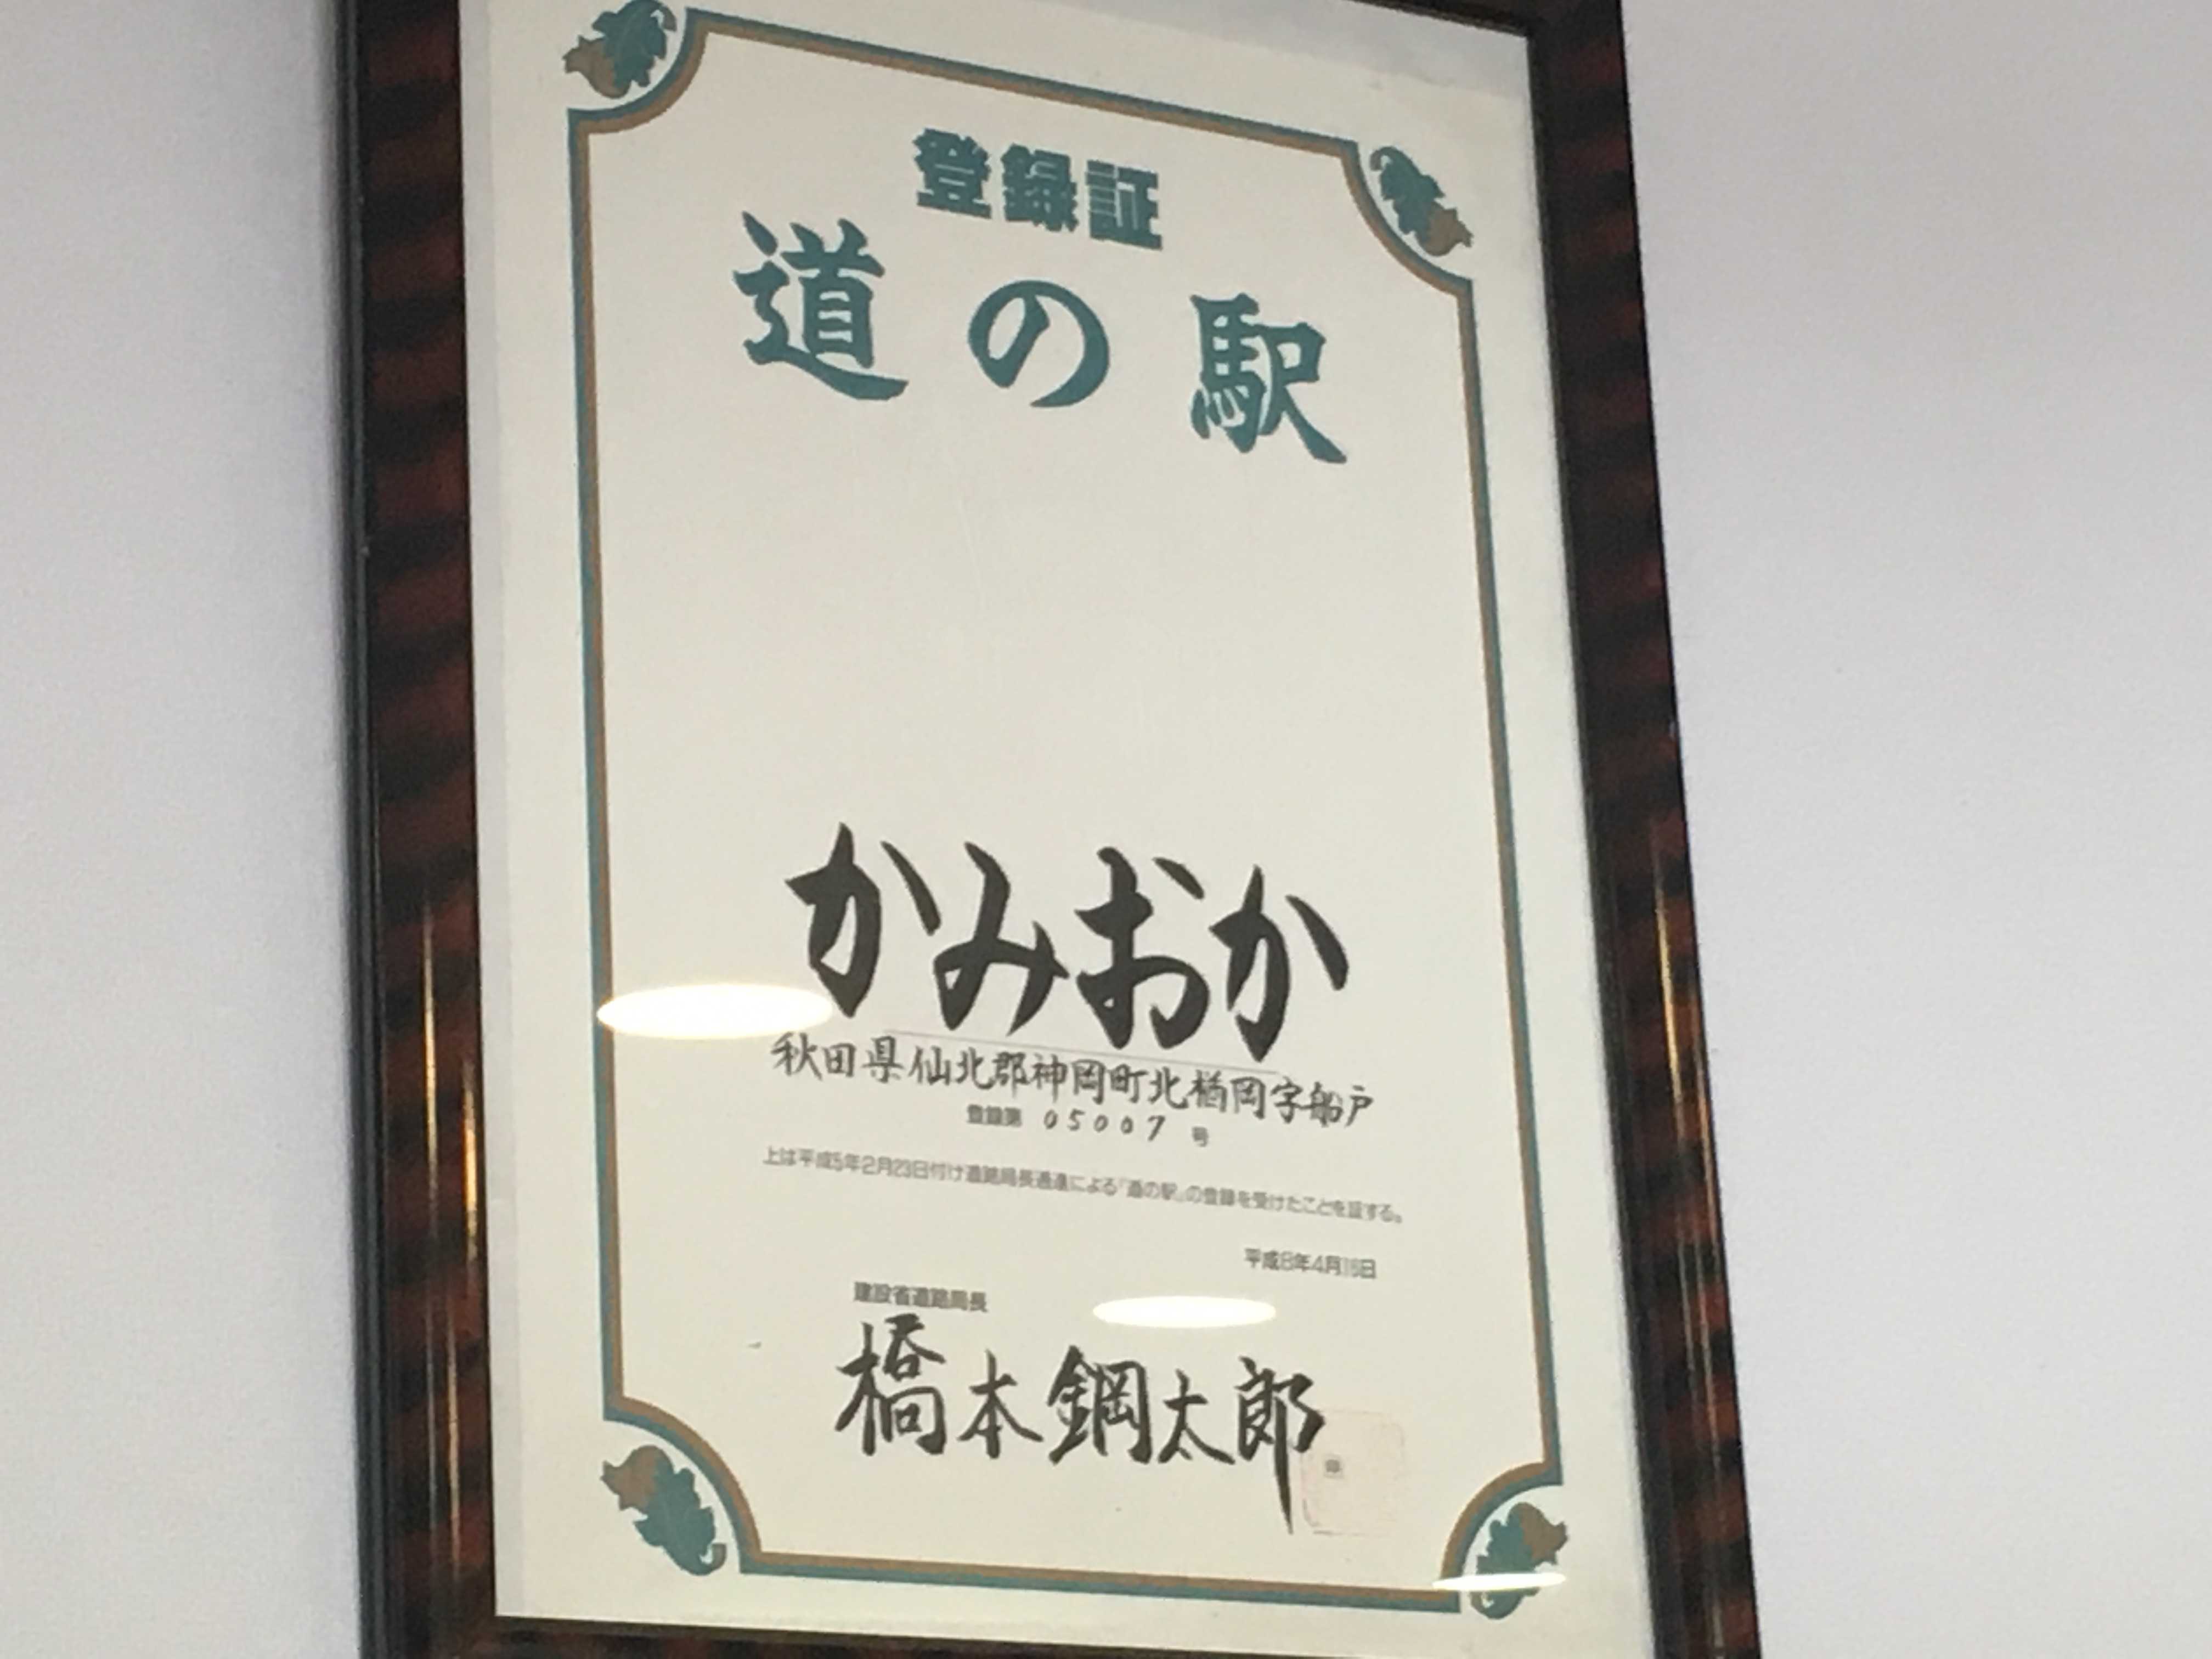 登録証
道の駅
かみおか
秋田県仙北郡神岡町北楢岡字船戸
登録第 05007 号
上は平成5年2月23日付け道路局長通達による「道の駅」の登録を受けたことを証する。
平成8年4月16日
建設省道路局長
橋本鋼太郎